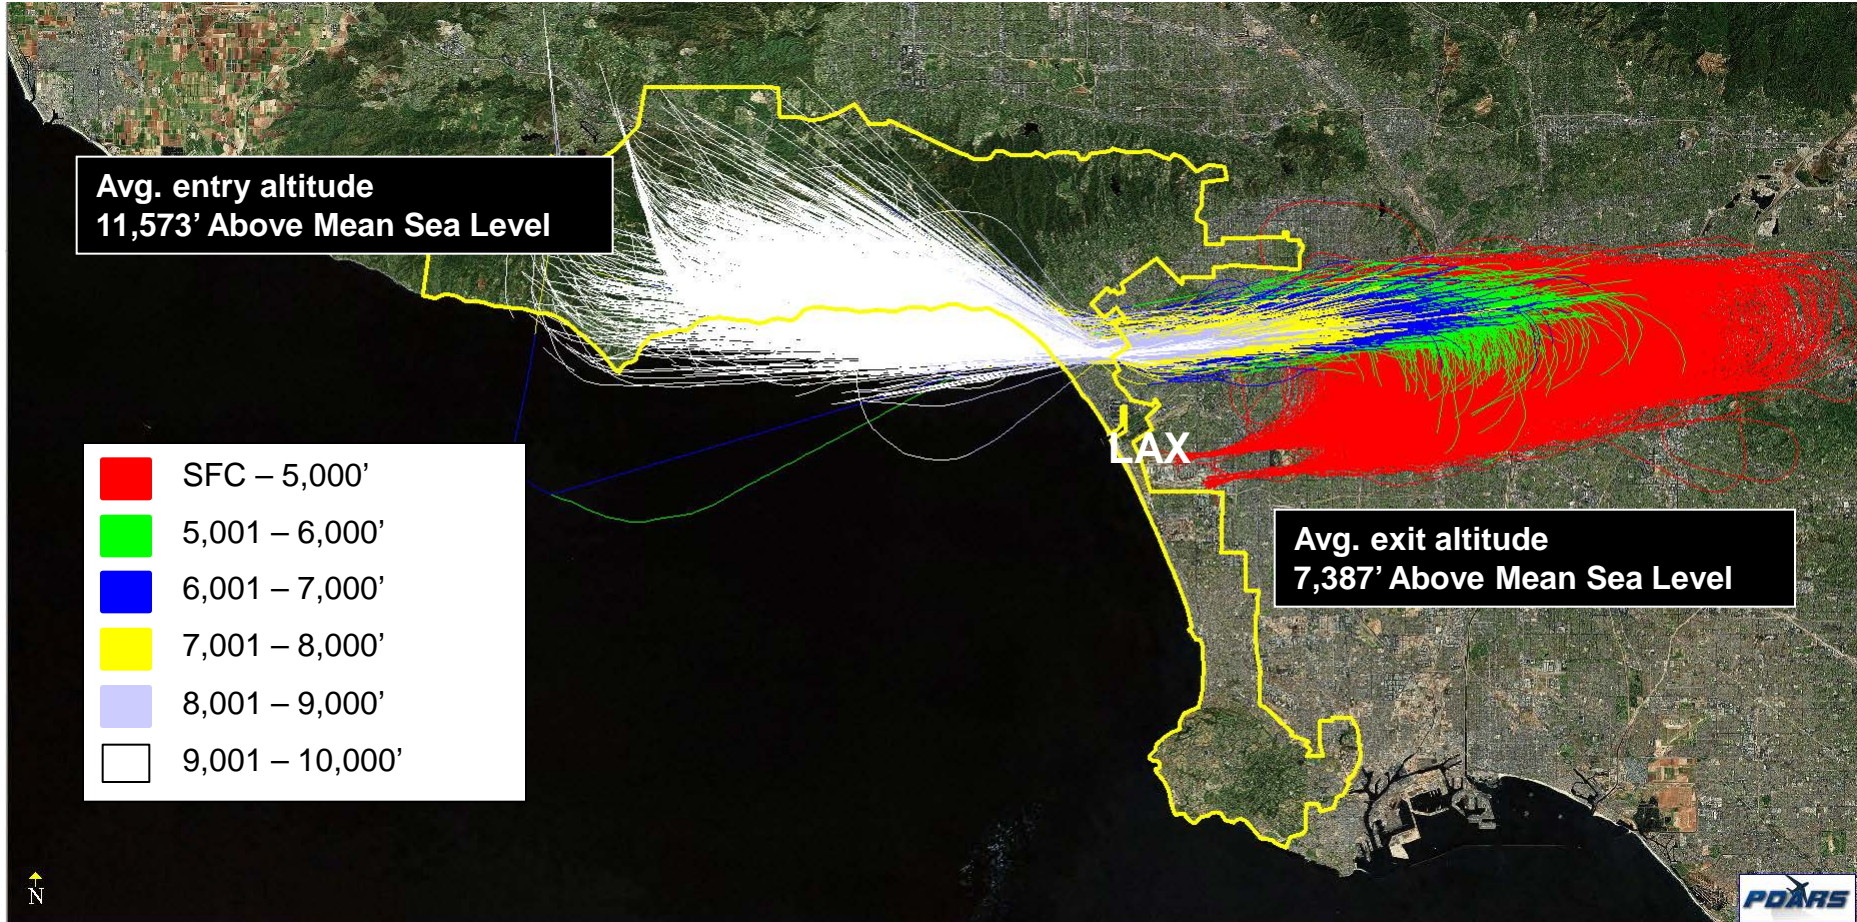 Avg. entry altitude
11,573’ Above Mean Sea Level
LAX
SFC – 5,000’
5,001 – 6,000’
6,001 – 7,000’
7,001 – 8,000’
8,001 – 9,000’
9,001 – 10,000’
Avg. exit altitude
7,387’ Above Mean Sea Level
N
PDARS